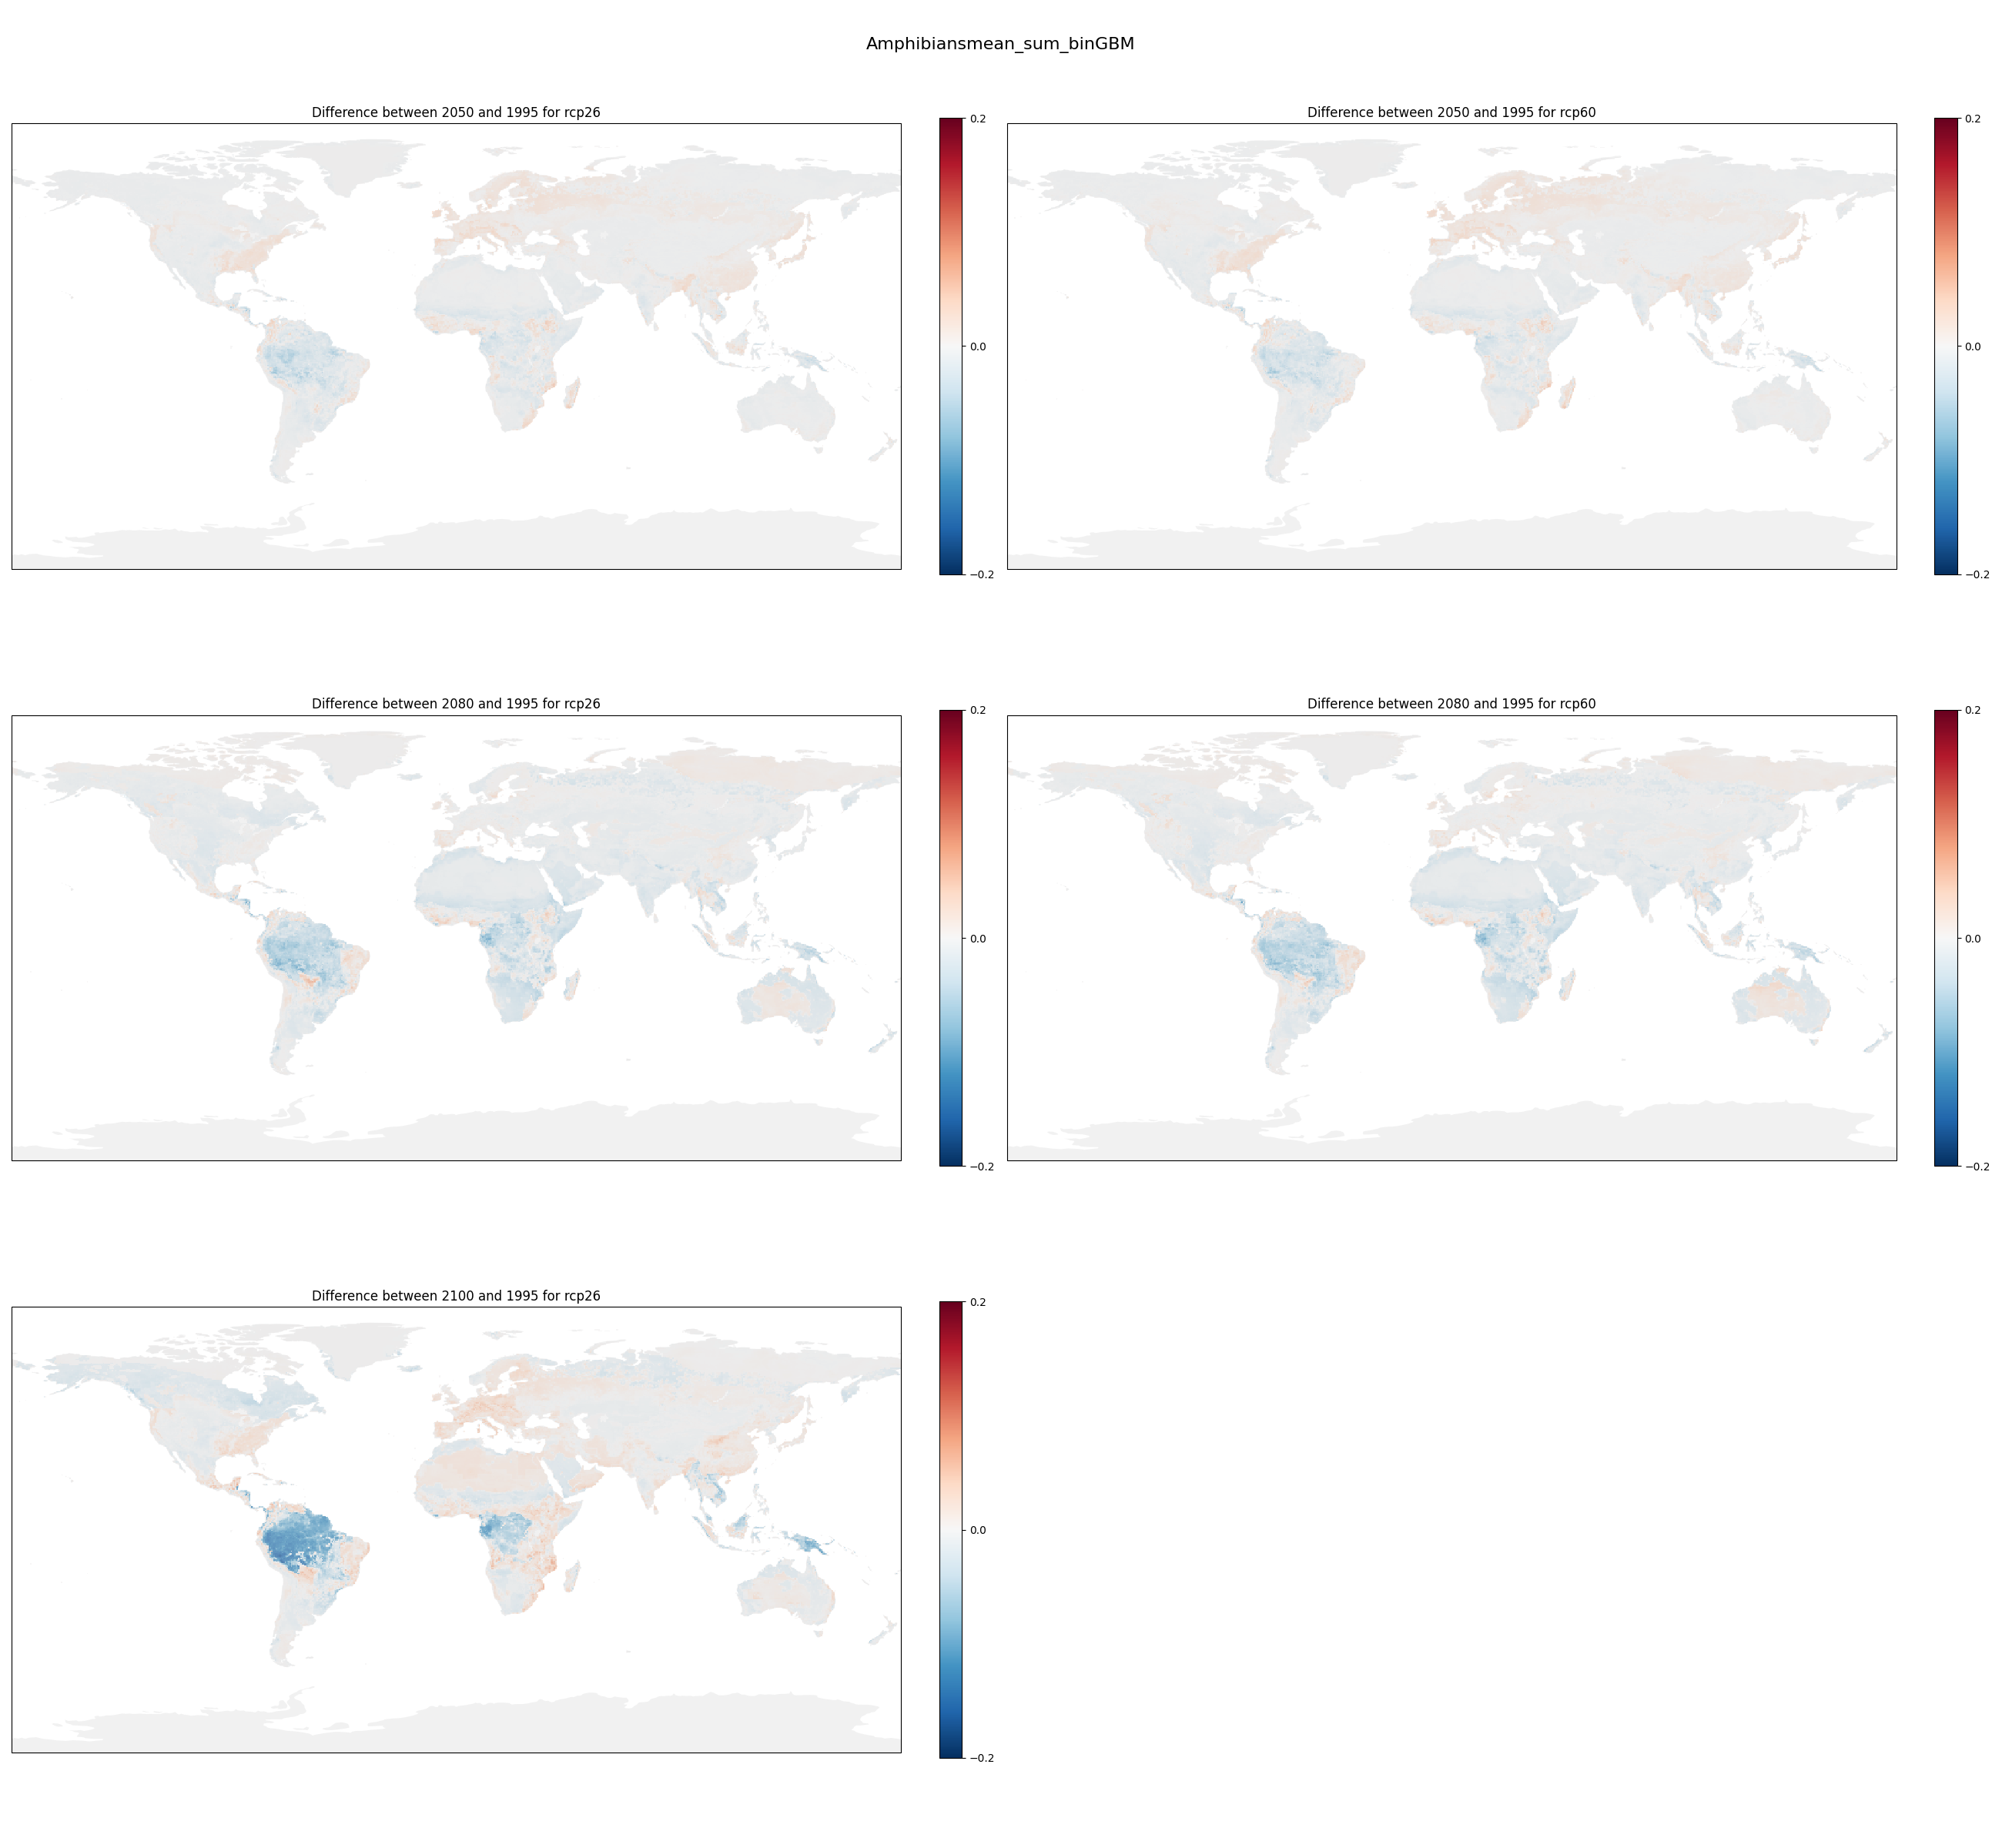 Amphibiansmean_sum_binGBM
Difference between 2050 and 1995 for rcp26
0.2
0.0
−0.2
Difference between 2050 and 1995 for rcp60
0.2
0.0
−0.2
Difference between 2080 and 1995 for rcp26
0.2
0.0
−0.2
Difference between 2080 and 1995 for rcp60
0.2
0.0
−0.2
Difference between 2100 and 1995 for rcp26
0.2
0.0
−0.2